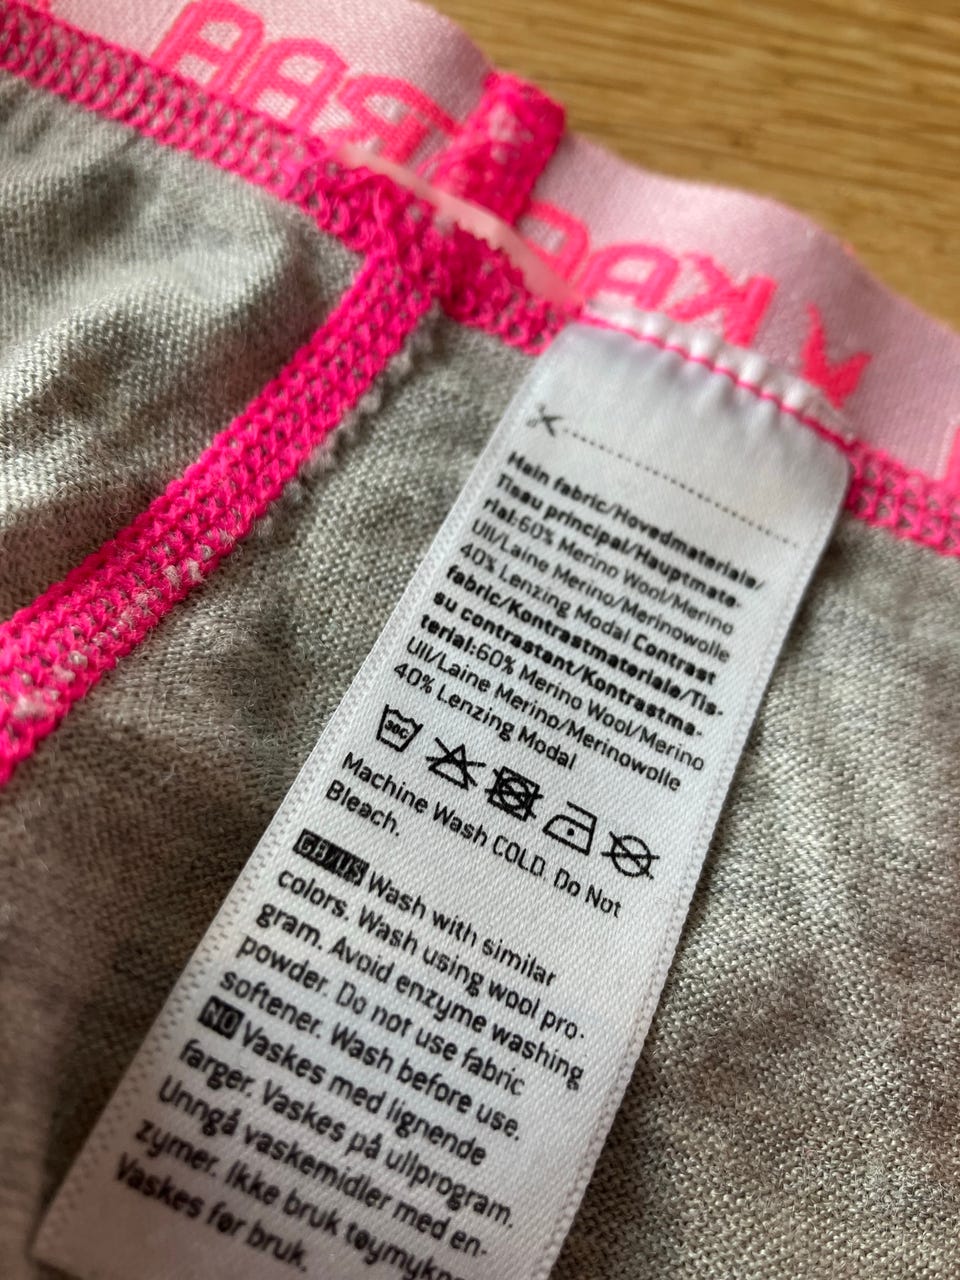 Main fabric/Hovedmateriale/
Tissu principal/Hauptmate-
rial:60% Merino Wool/Merino
Ull/Laine Merino/Merinowolle
40% Lenzing Modal Contrast
fabric/Kontrastmateriale/Tis-
su contrastant/Kontrastma-
terial:60% Merino Wool/Merino
Ull/Laine Merino/Merinowolle
40% Lenzing Modal
30C
Machine Wash COLD. Do Not
Bleach.
GB/US Wash with similar
colors. Wash using wool pro-
gram. Avoid enzyme washing
powder. Do not use fabric
softener. Wash before use.
NO Vaskes med lignende
farger. Vaskes på ullprogram.
Unngå vaskemidler med en-
zymer. Ikke bruk
Vaskes før bruk.